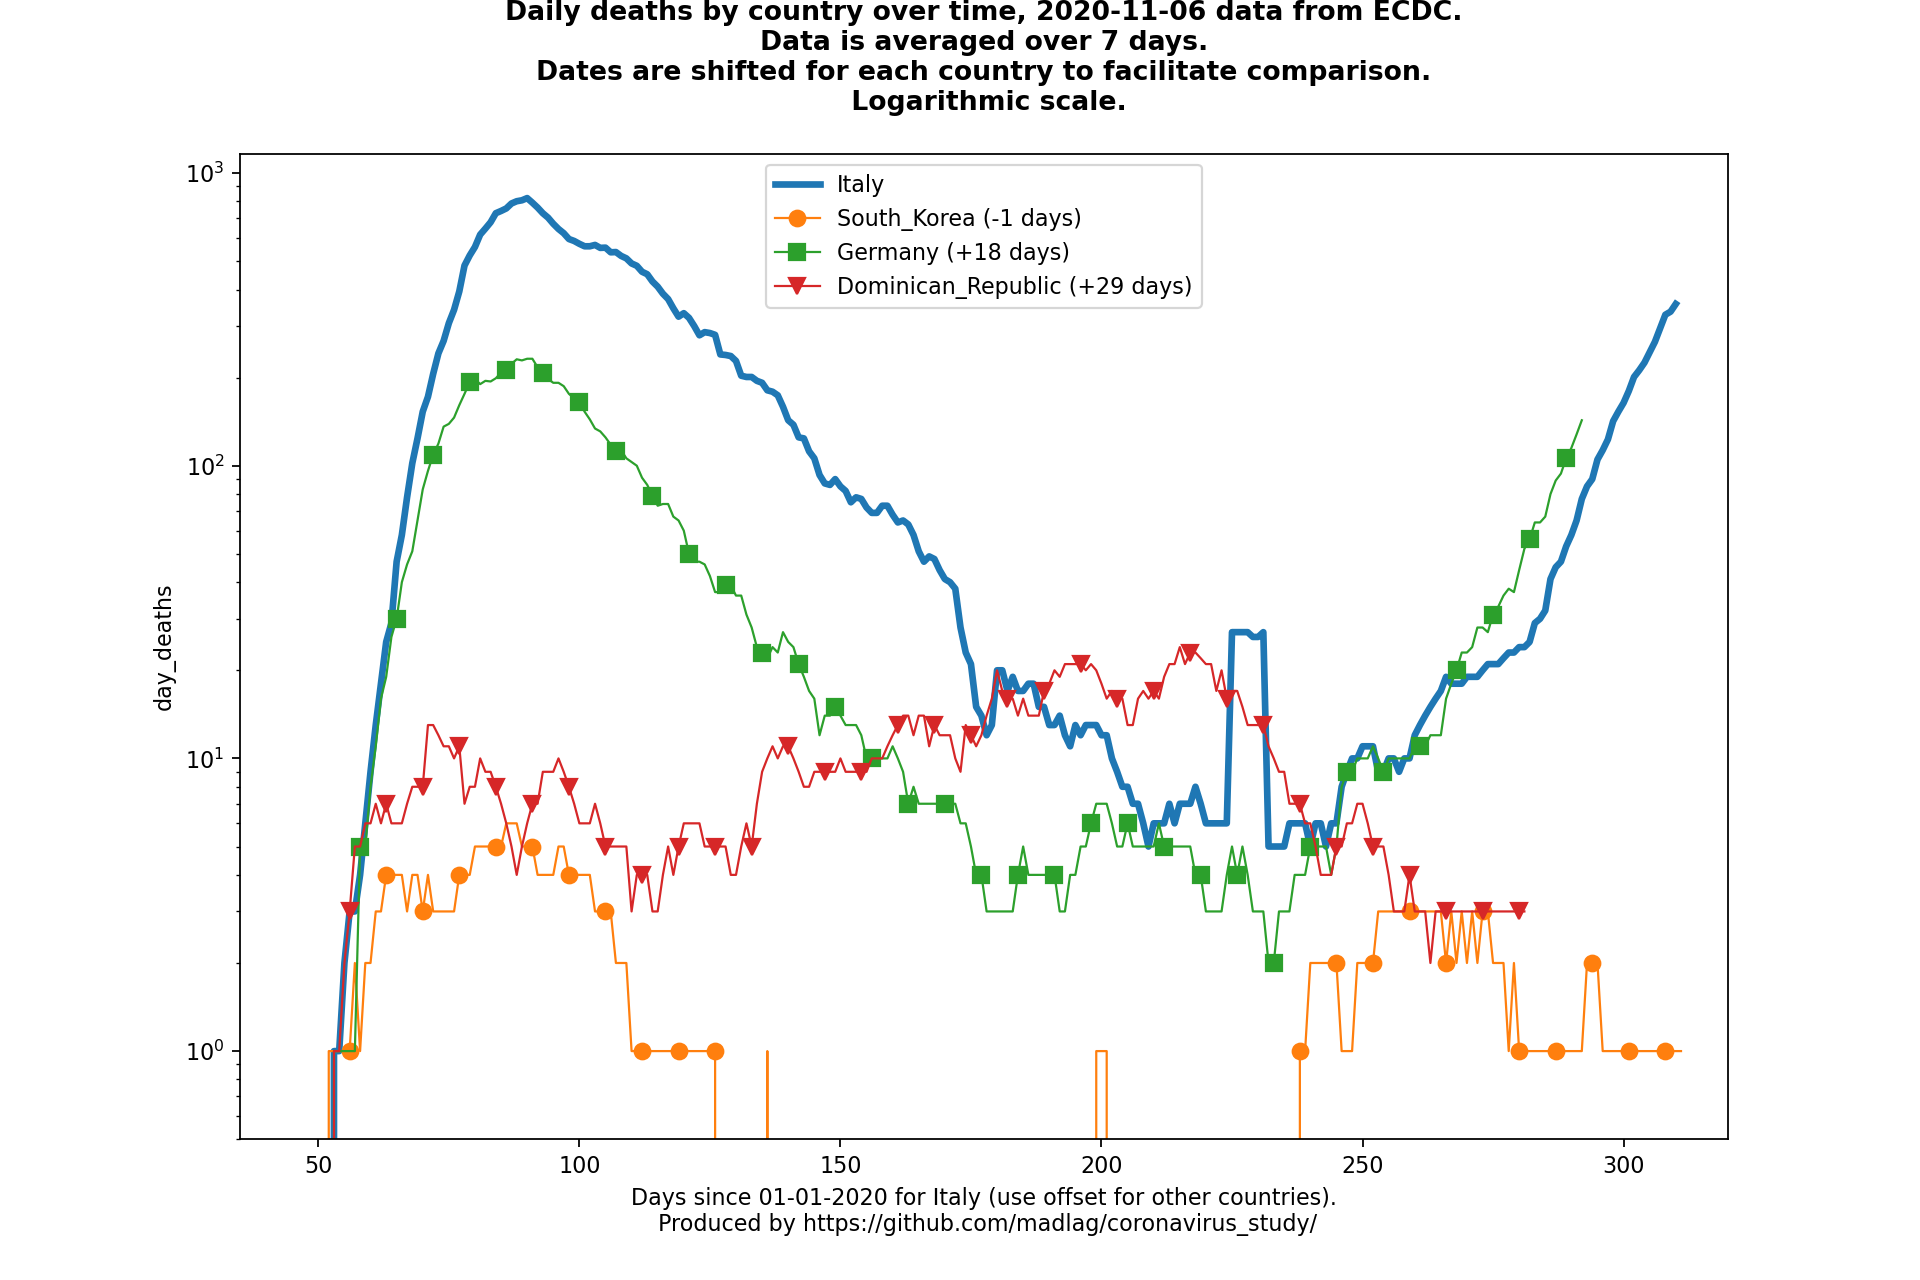 Daily deaths by country over time, 2020-11-06 data from ECDC.
Data is averaged over 7 days.
Dates are shifted for each country to facilitate comparison.
Logarithmic scale.
10³
10²
10¹
10⁰
day_deaths
Italy
South_Korea (-1 days)
Germany (+18 days)
Dominican_Republic (+29 days)
50 100 150 200 250 300
Days since 01-01-2020 for Italy (use offset for other countries).
Produced by https://github.com/madlag/coronavirus_study/